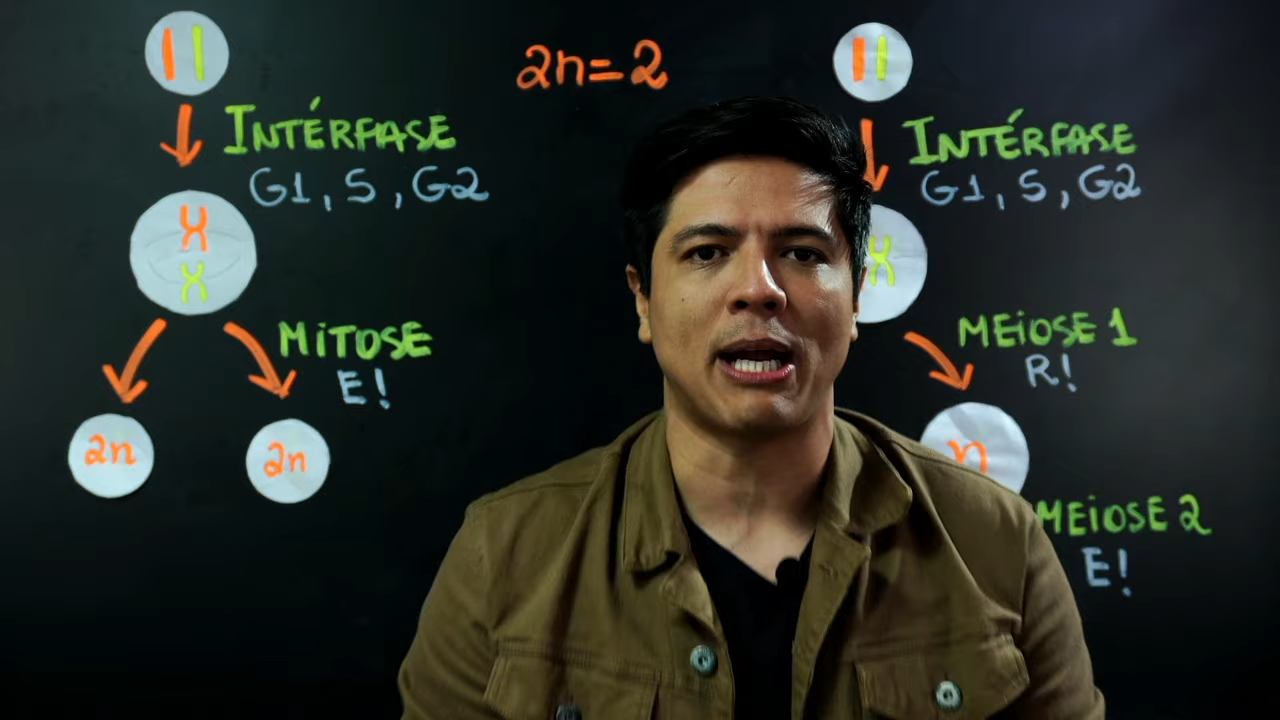 2n=2
INTÉRFASE
G1, S, G2
MITOSE
E!
2n
2n
INTÉRFASE
G1, S, G2
MEIOSE 1
R!
n
MEIOSE 2
E!